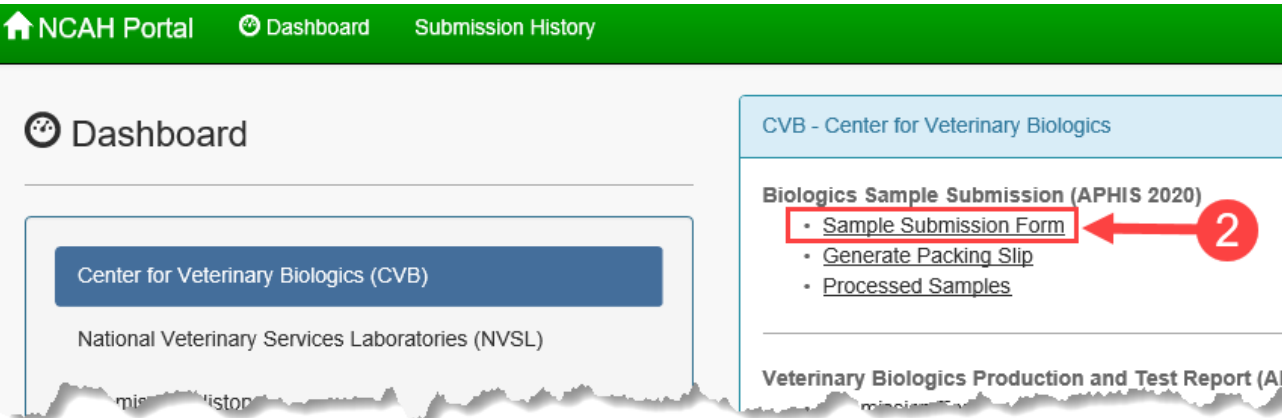 NCAH Portal Dashboard Submission History
Dashboard
Center for Veterinary Biologics (CVB)
National Veterinary Services Laboratories (NVSL)
CVB - Center for Veterinary Biologics
Biologics Sample Submission (APHIS 2020)
• Sample Submission Form
2
• Generate Packing Slip
• Processed Samples
Veterinary Biologics Production and Test Report